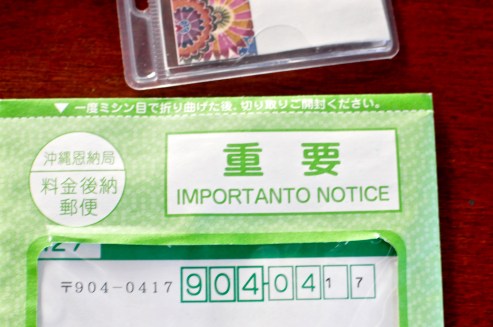 ▼一度ミシン目で折り曲げた後、切り取りご開封ください。
沖縄恩納局
料金後納
郵便
重要
IMPORTANTO NOTICE
〒904-0417
904-0417